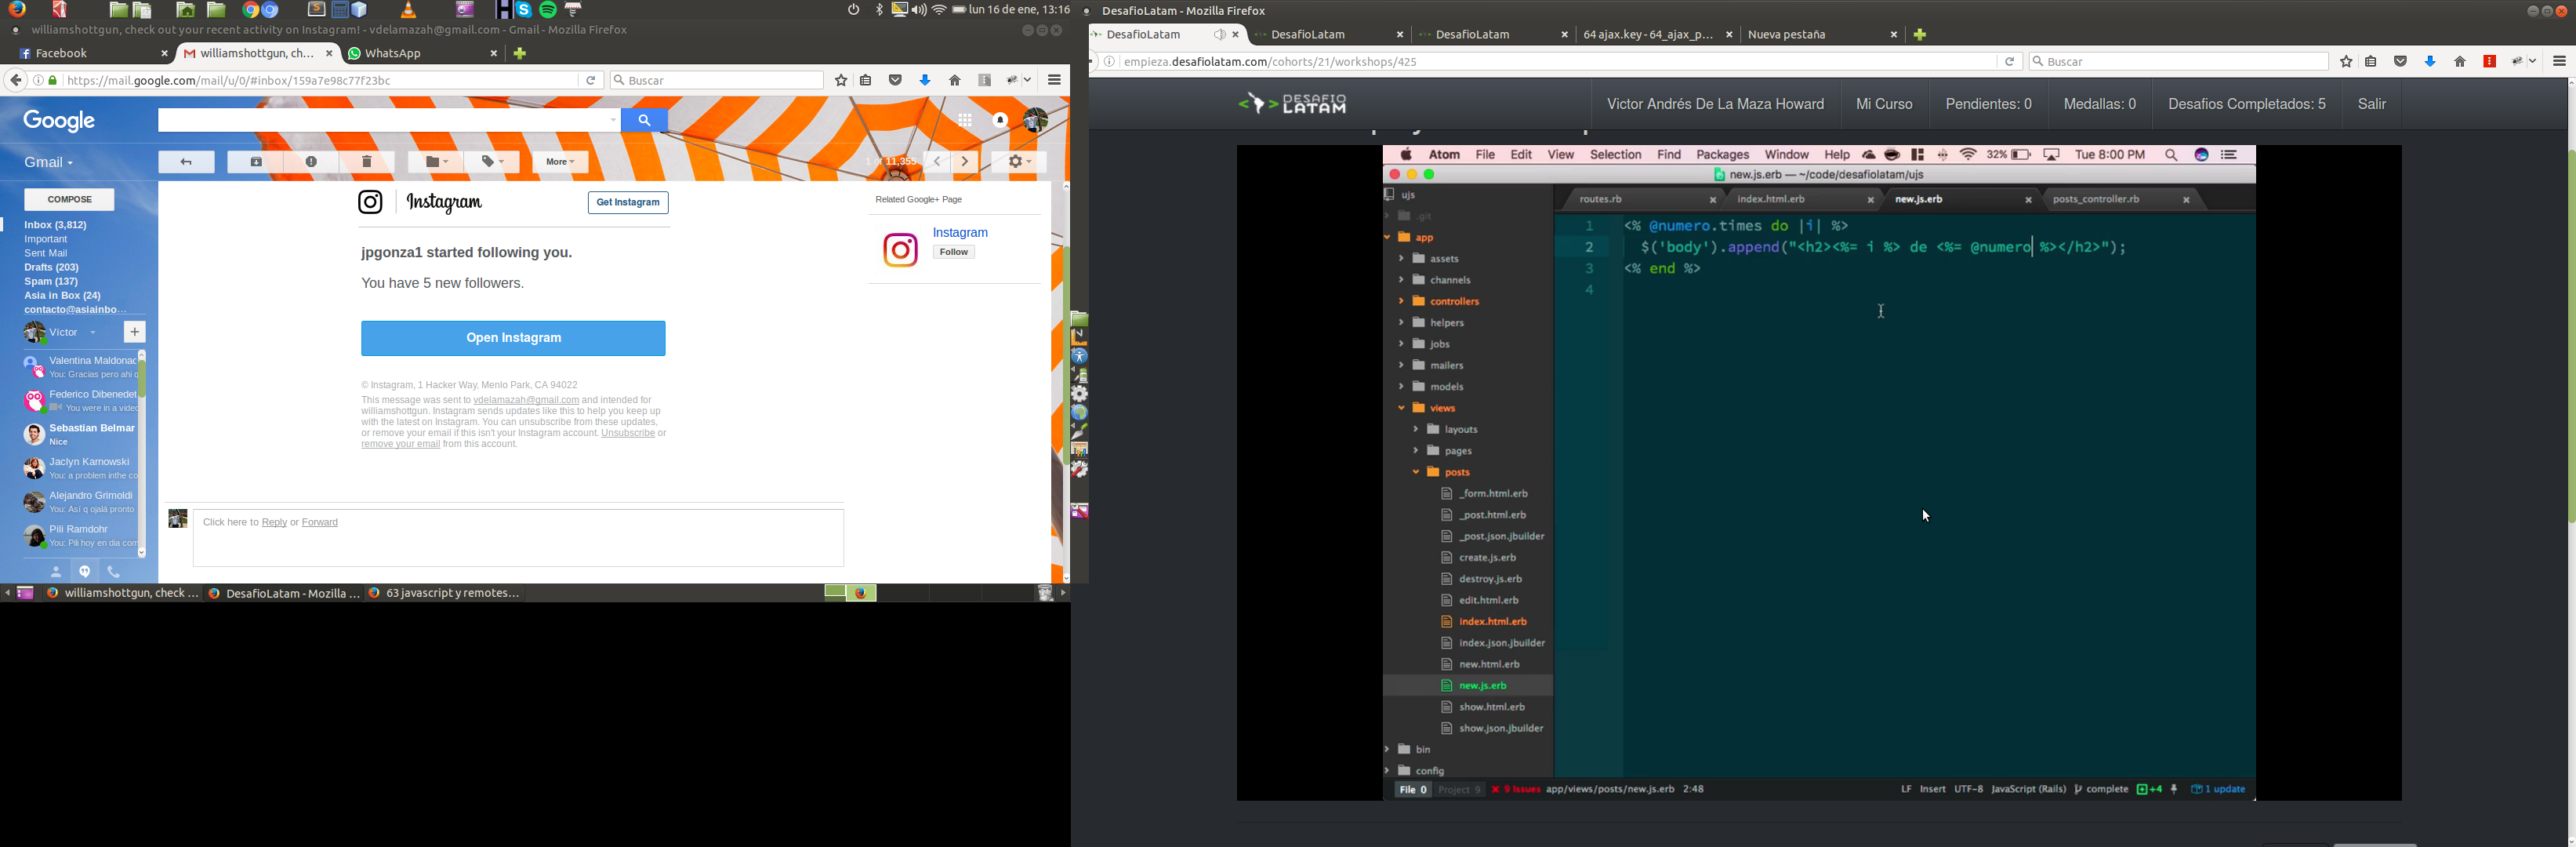 lun 16 de ene, 13:16
williamshottgun, check out your recent activity on Instagram! - vdelamazah@gmail.com - Gmail - Mozilla Firefox
Facebook
williamshottgun, ch...
WhatsApp
https://mail.google.com/mail/u/0/#inbox/159a7e98c77f23bc
Buscar
Google
Gmail
More
1 of 11,355
COMPOSE
Inbox (3,812)
Important
Sent Mail
Drafts (203)
Spam (137)
Asia in Box (24)
contacto@asiainbo...
Víctor
Valentina Maldonac
You: Gracias pero ahi q
Federico Dibenedet
You were in a videc
Sebastian Belmar
Nice
Jaclyn Karnowski
You: a problem inthe co
Alejandro Grimoldi
You: Así q ojalá pronto
Pili Ramdohr
You: Pili hoy en dia com
Instagram
Get Instagram
jpgonza1 started following you.
You have 5 new followers.
Open Instagram
© Instagram, 1 Hacker Way, Menlo Park, CA 94022
This message was sent to vdelamazah@gmail.com and intended for
williamshottgun. Instagram sends updates like this to help you keep up
with the latest on Instagram. You can unsubscribe from these updates,
or remove your email if this isn't your Instagram account. Unsubscribe or
remove your email from this account.
Click here to Reply or Forward
Related Google+ Page
Instagram
Follow
williamshottgun, check ...
DesafioLatam - Mozilla ...
63 javascript y remotes...
DesafioLatam - Mozilla Firefox
DesafioLatam
DesafioLatam
DesafioLatam
64 ajax.key - 64_ajax_p...
Nueva pestaña
empieza.desafiolatam.com/cohorts/21/workshops/425
Buscar
DESAFIO
LATAM
Victor Andrés De La Maza Howard
Mi Curso
Pendientes: 0
Medallas: 0
Desafios Completados: 5
Salir
Atom File Edit View Selection Find Packages Window Help
32%
Tue 8:00 PM
new.js.erb — ~/code/desafiolatam/ujs
ujs
.git
app
assets
channels
controllers
helpers
jobs
mailers
models
views
layouts
pages
posts
_form.html.erb
_post.html.erb
_post.json.jbuilder
create.js.erb
destroy.js.erb
edit.html.erb
index.html.erb
index.json.jbuilder
new.html.erb
new.js.erb
show.html.erb
show.json.jbuilder
bin
config
routes.rb
index.html.erb
new.js.erb
posts_controller.rb
1 <% @numero.times do |i| %>
2 $('body').append("<h2><%= i %> de <%= @numero %></h2>");
3 <% end %>
4
File 0 Project 9 9 Issues app/views/posts/new.js.erb 2:48
LF Insert UTF-8 JavaScript (Rails) complete +4 1 update